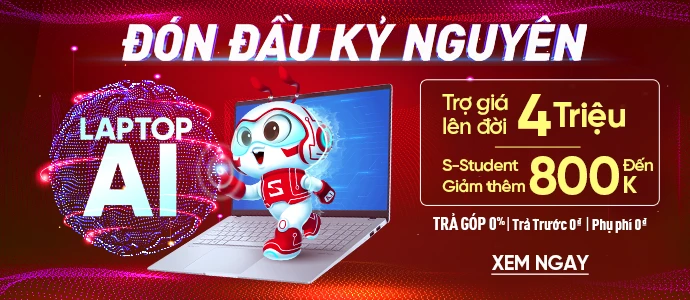 ĐÓN ĐẦU KỶ NGUYÊN
LAPTOP
AI
S
Trợ giá
lên đời 4 Triệu
S-Student
Giảm thêm 800K Đến
TRẢ GÓP 0% | Trả Trước 0đ | Phụ phí 0đ
XEM NGAY